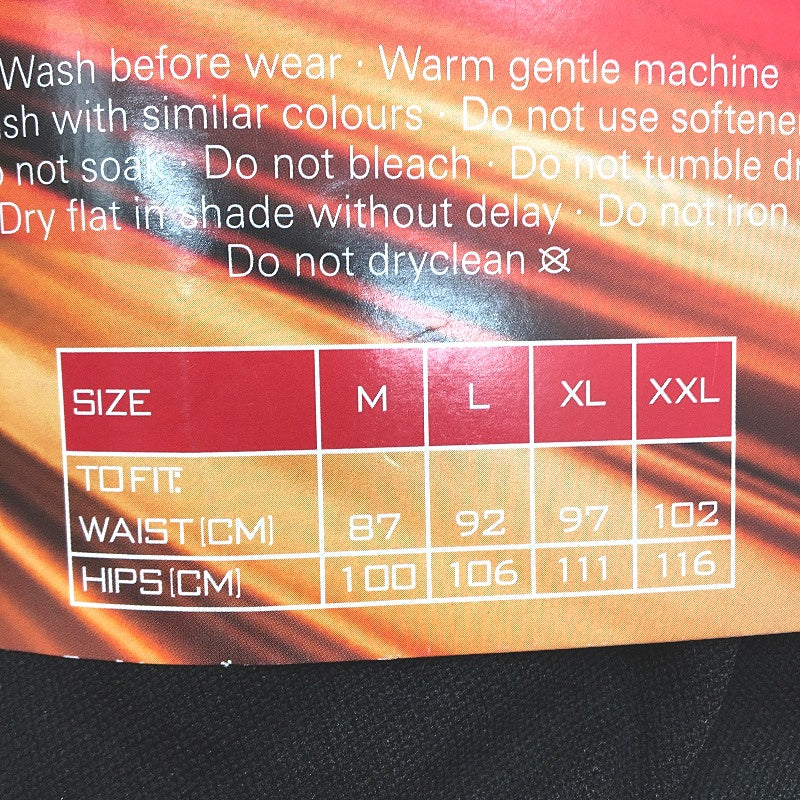 Wash before wear · Warm gentle machine
with similar colours · Do not use
not soak · Do not bleach · Do not tumble
Dry flat in shade without delay · Do not iron
Do not dryclean
SIZE M L XL XXL
TO FIT:
WAIST (CM) 87 92 97 102
HIPS (CM) 100 106 111 116